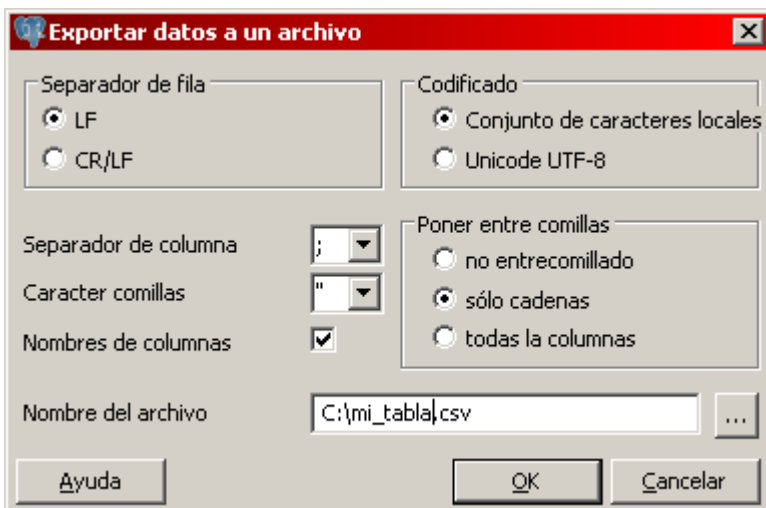 Exportar datos a un archivo
Separador de fila
LF
CR/LF
Codificado
Conjunto de caracteres locales
Unicode UTF-8
Separador de columna ;
Caracter comillas "
Nombres de columnas
Poner entre comillas
no entrecomillado
sólo cadenas
todas la columnas
Nombre del archivo C:\mi_tabla.csv ...
Ayuda OK Cancelar